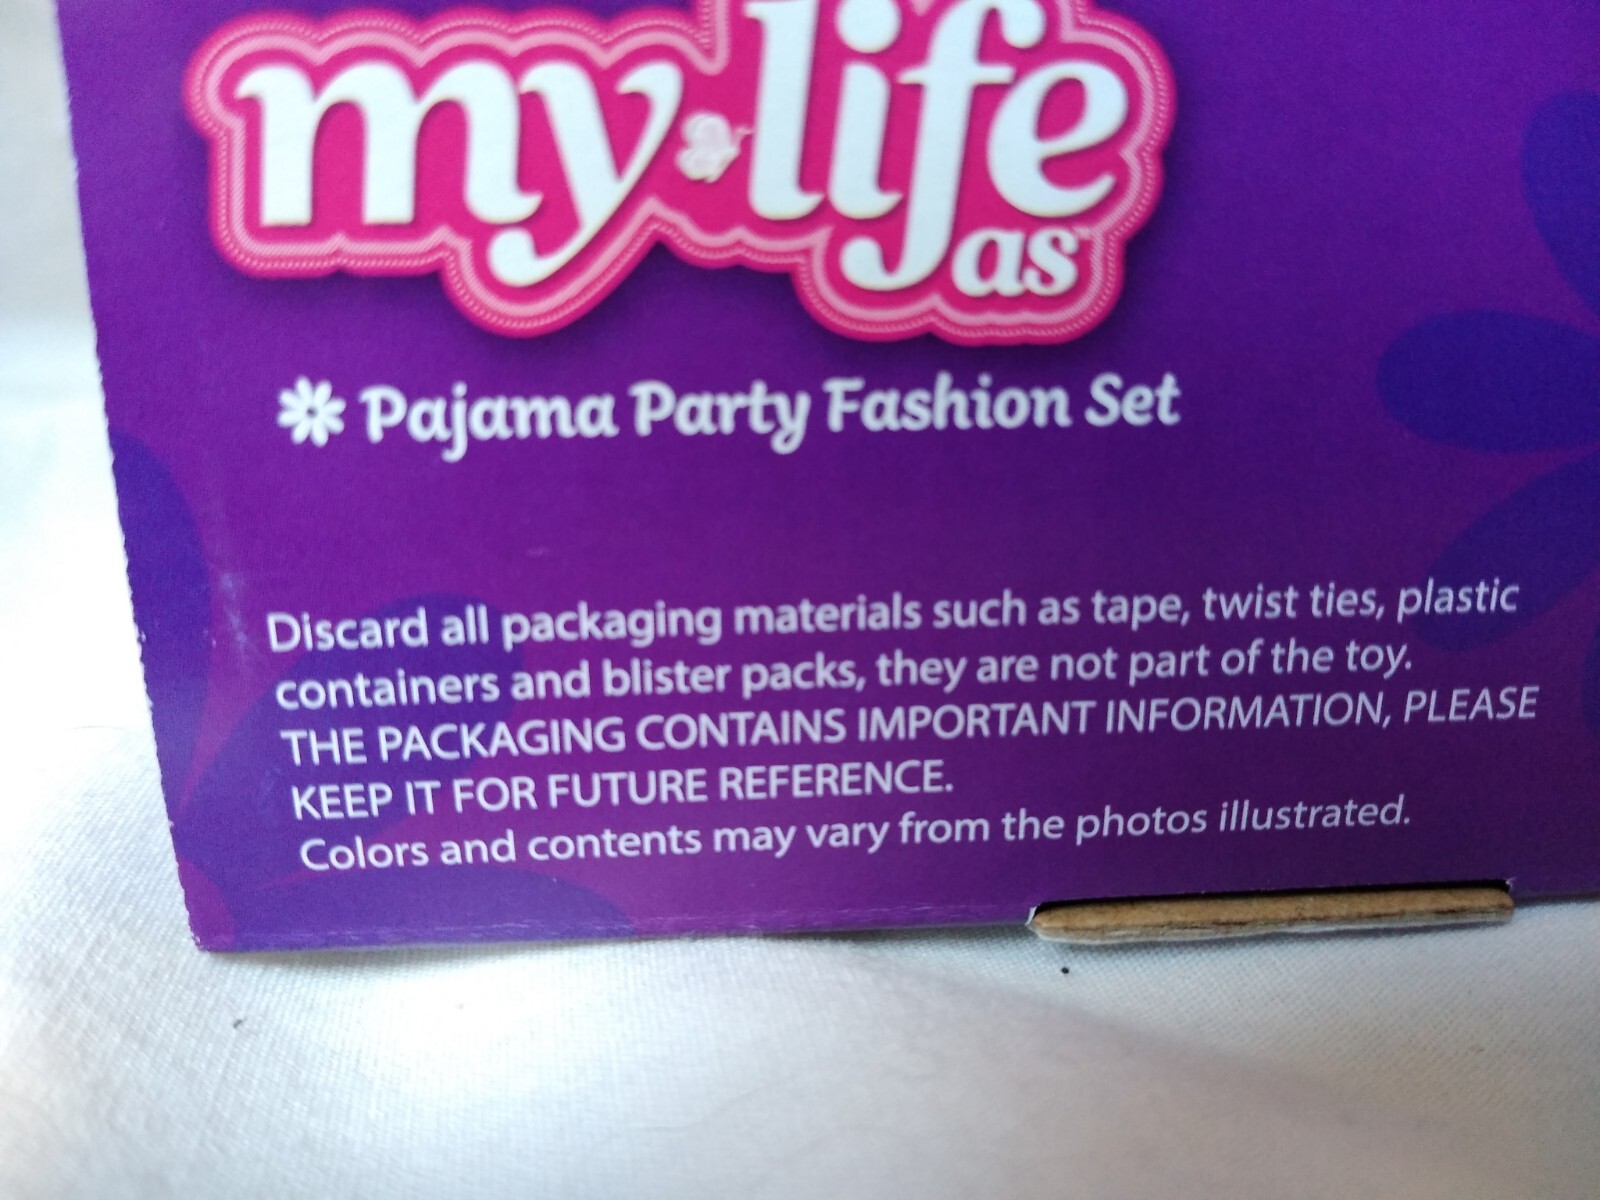 my life
as™
Pajama Party Fashion Set
Discard all packaging materials such as tape, twist ties, plastic
containers and blister packs, they are not part of the toy.
THE PACKAGING CONTAINS IMPORTANT INFORMATION, PLEASE
KEEP IT FOR FUTURE REFERENCE.
Colors and contents may vary from the photos illustrated.